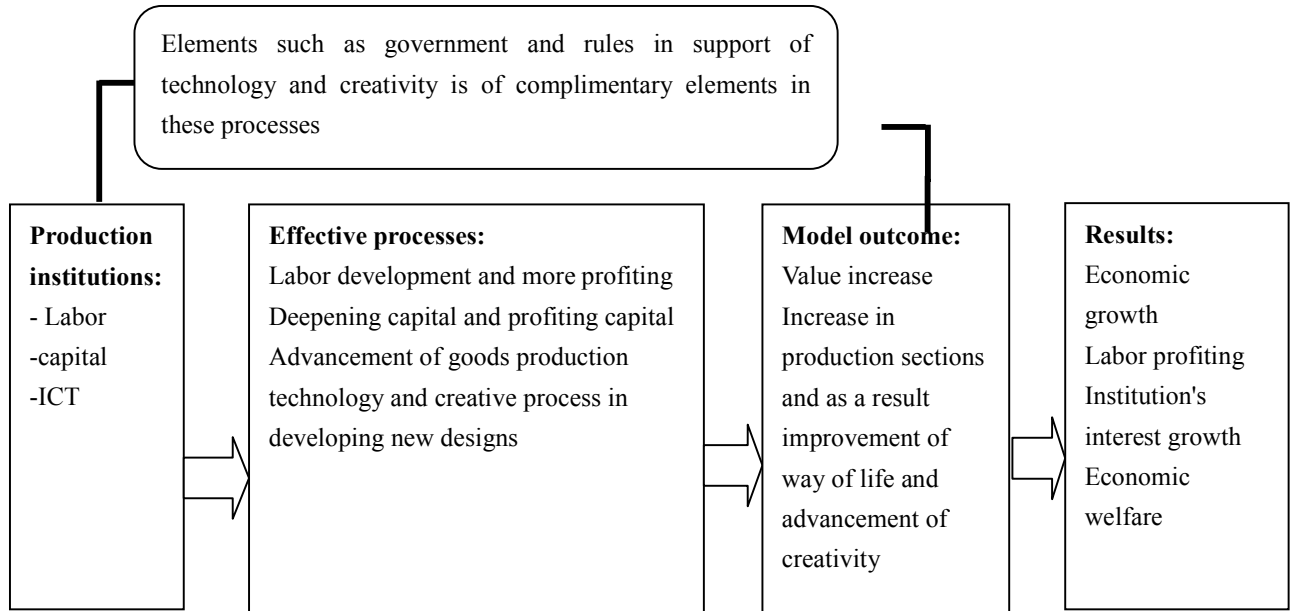 Elements such as government and rules in support of
technology and creativity is of complimentary elements in
these processes
Production
institutions:
- Labor
-capital
-ICT
Effective processes:
Labor development and more profiting
Deepening capital and profiting capital
Advancement of goods production
technology and creative process in
developing new designs
Model outcome:
Value increase
Increase in
production sections
and as a result
improvement of
way of life and
advancement of
creativity
Results:
Economic
growth
Labor profiting
Institution's
interest growth
Economic
welfare